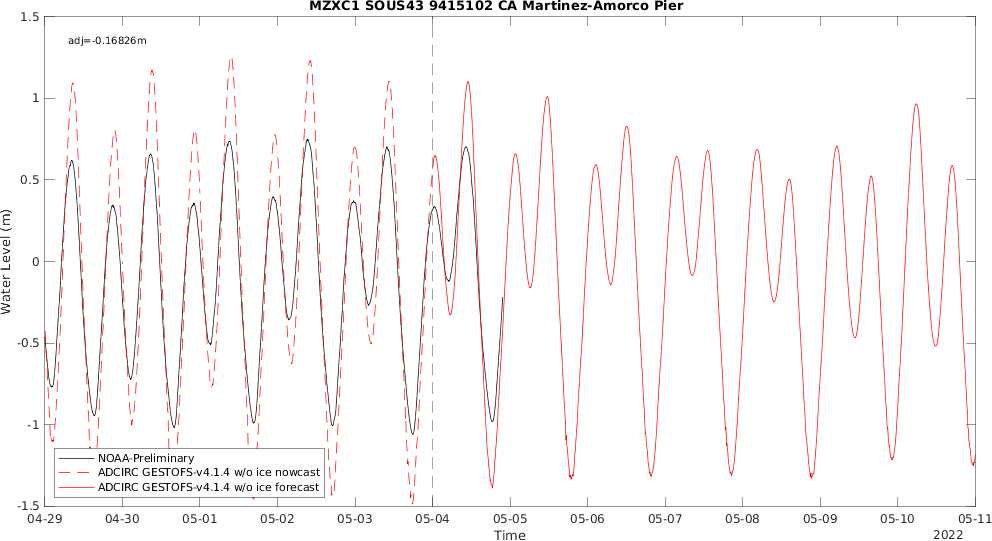 MZXC1 SOUS43 9415102 CA Martinez-Amorco Pier
adj=-0.16826m
1.5
1
0.5
0
-0.5
-1
-1.5
Water Level (m)
NOAA-Preliminary
ADCIRC GESTOFS-v4.1.4 w/o ice nowcast
ADCIRC GESTOFS-v4.1.4 w/o ice forecast
04-29 04-30 05-01 05-02 05-03 05-04 05-05 05-06 05-07 05-08 05-09 05-10 05-11
Time
2022